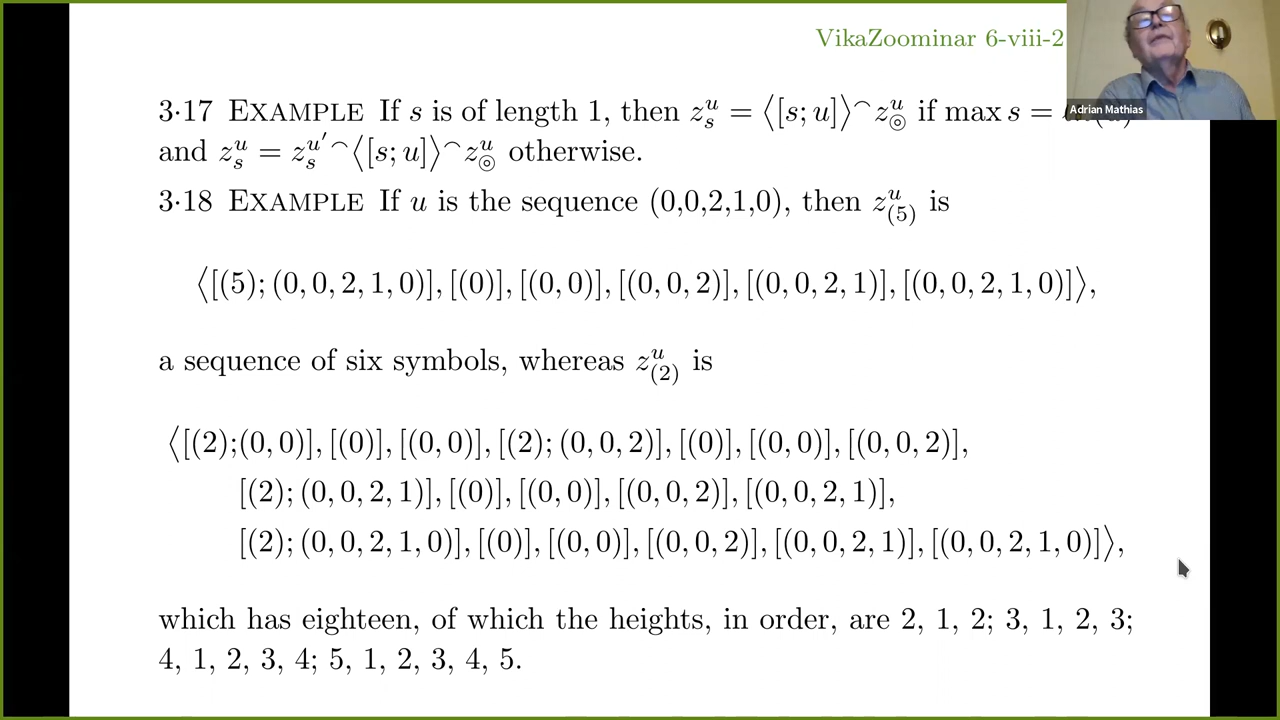 VikaZoominar 6-viii-2
Adrian Mathias
3·17 EXAMPLE If s is of length 1, then z_s^u = ⟨[s; u]⟩⌢z_⊚^u if max s =
and z_s^u = z_s^{u′}⌢⟨[s; u]⟩⌢z_⊚^u otherwise.
3·18 EXAMPLE If u is the sequence (0,0,2,1,0), then z_{(5)}^u is
⟨[(5); (0, 0, 2, 1, 0)], [(0)], [(0, 0)], [(0, 0, 2)], [(0, 0, 2, 1)], [(0, 0, 2, 1, 0)]⟩,
a sequence of six symbols, whereas z_{(2)}^u is
⟨[(2);(0, 0)], [(0)], [(0, 0)], [(2); (0, 0, 2)], [(0)], [(0, 0)], [(0, 0, 2)],
[(2); (0, 0, 2, 1)], [(0)], [(0, 0)], [(0, 0, 2)], [(0, 0, 2, 1)],
[(2); (0, 0, 2, 1, 0)], [(0)], [(0, 0)], [(0, 0, 2)], [(0, 0, 2, 1)], [(0, 0, 2, 1, 0)]⟩,
which has eighteen, of which the heights, in order, are 2, 1, 2; 3, 1, 2, 3;
4, 1, 2, 3, 4; 5, 1, 2, 3, 4, 5.